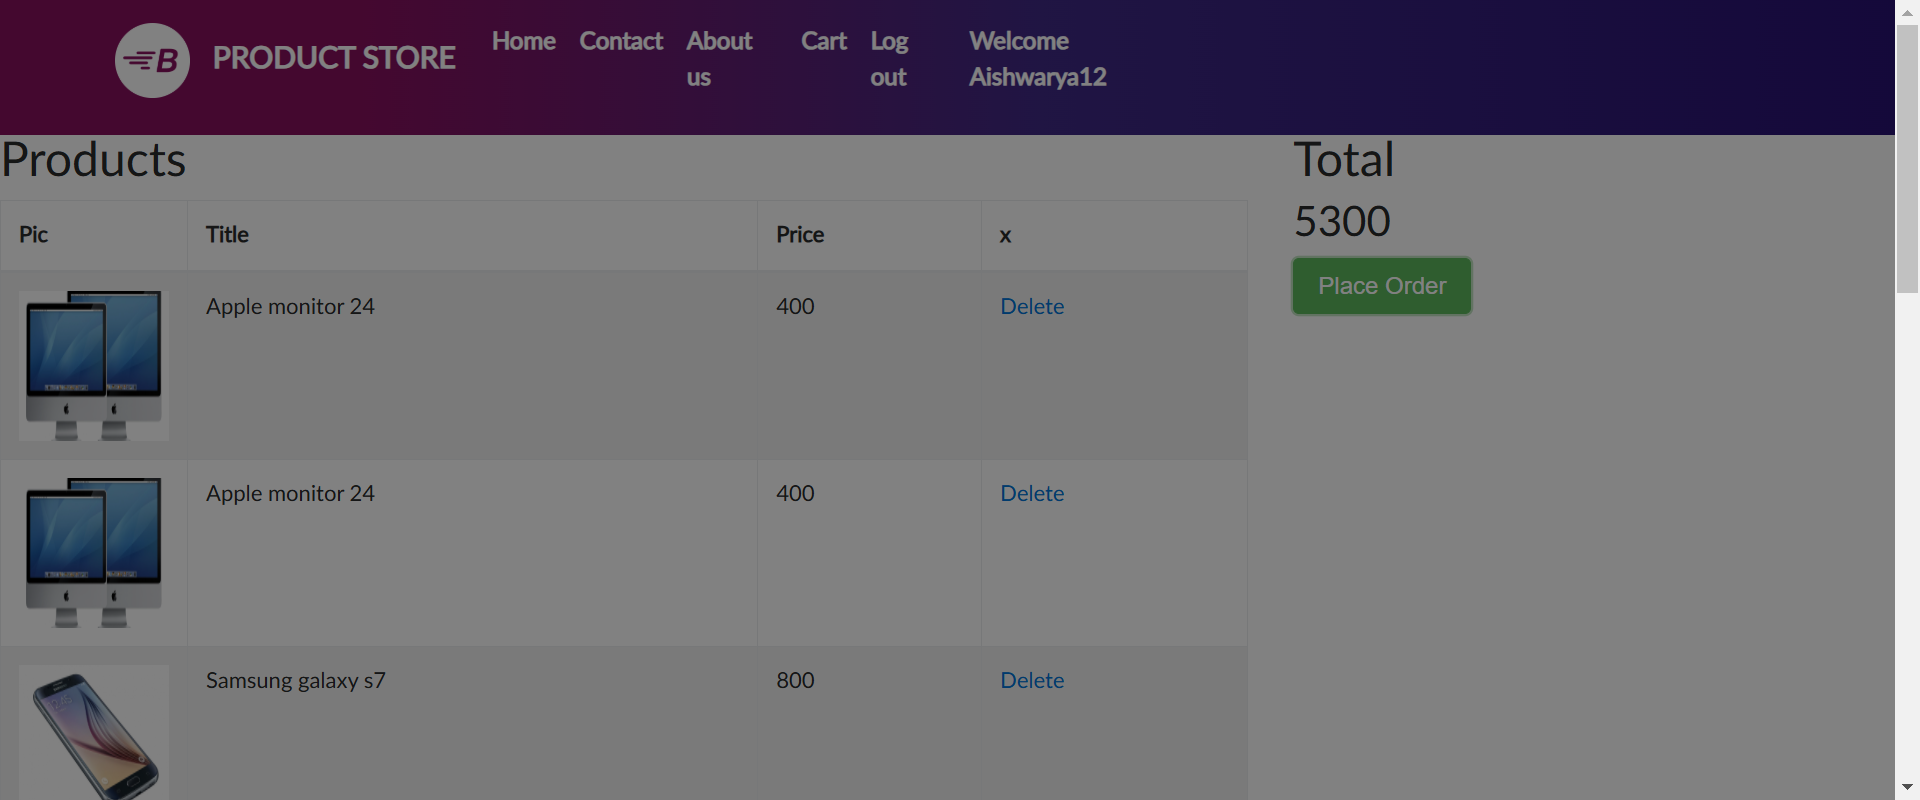 B PRODUCT STORE Home Contact About us Cart Log out Welcome Aishwarya12
Products
Pic Title Price x
Apple monitor 24 400 Delete
Apple monitor 24 400 Delete
Samsung galaxy s7 800 Delete
Total
5300
Place Order